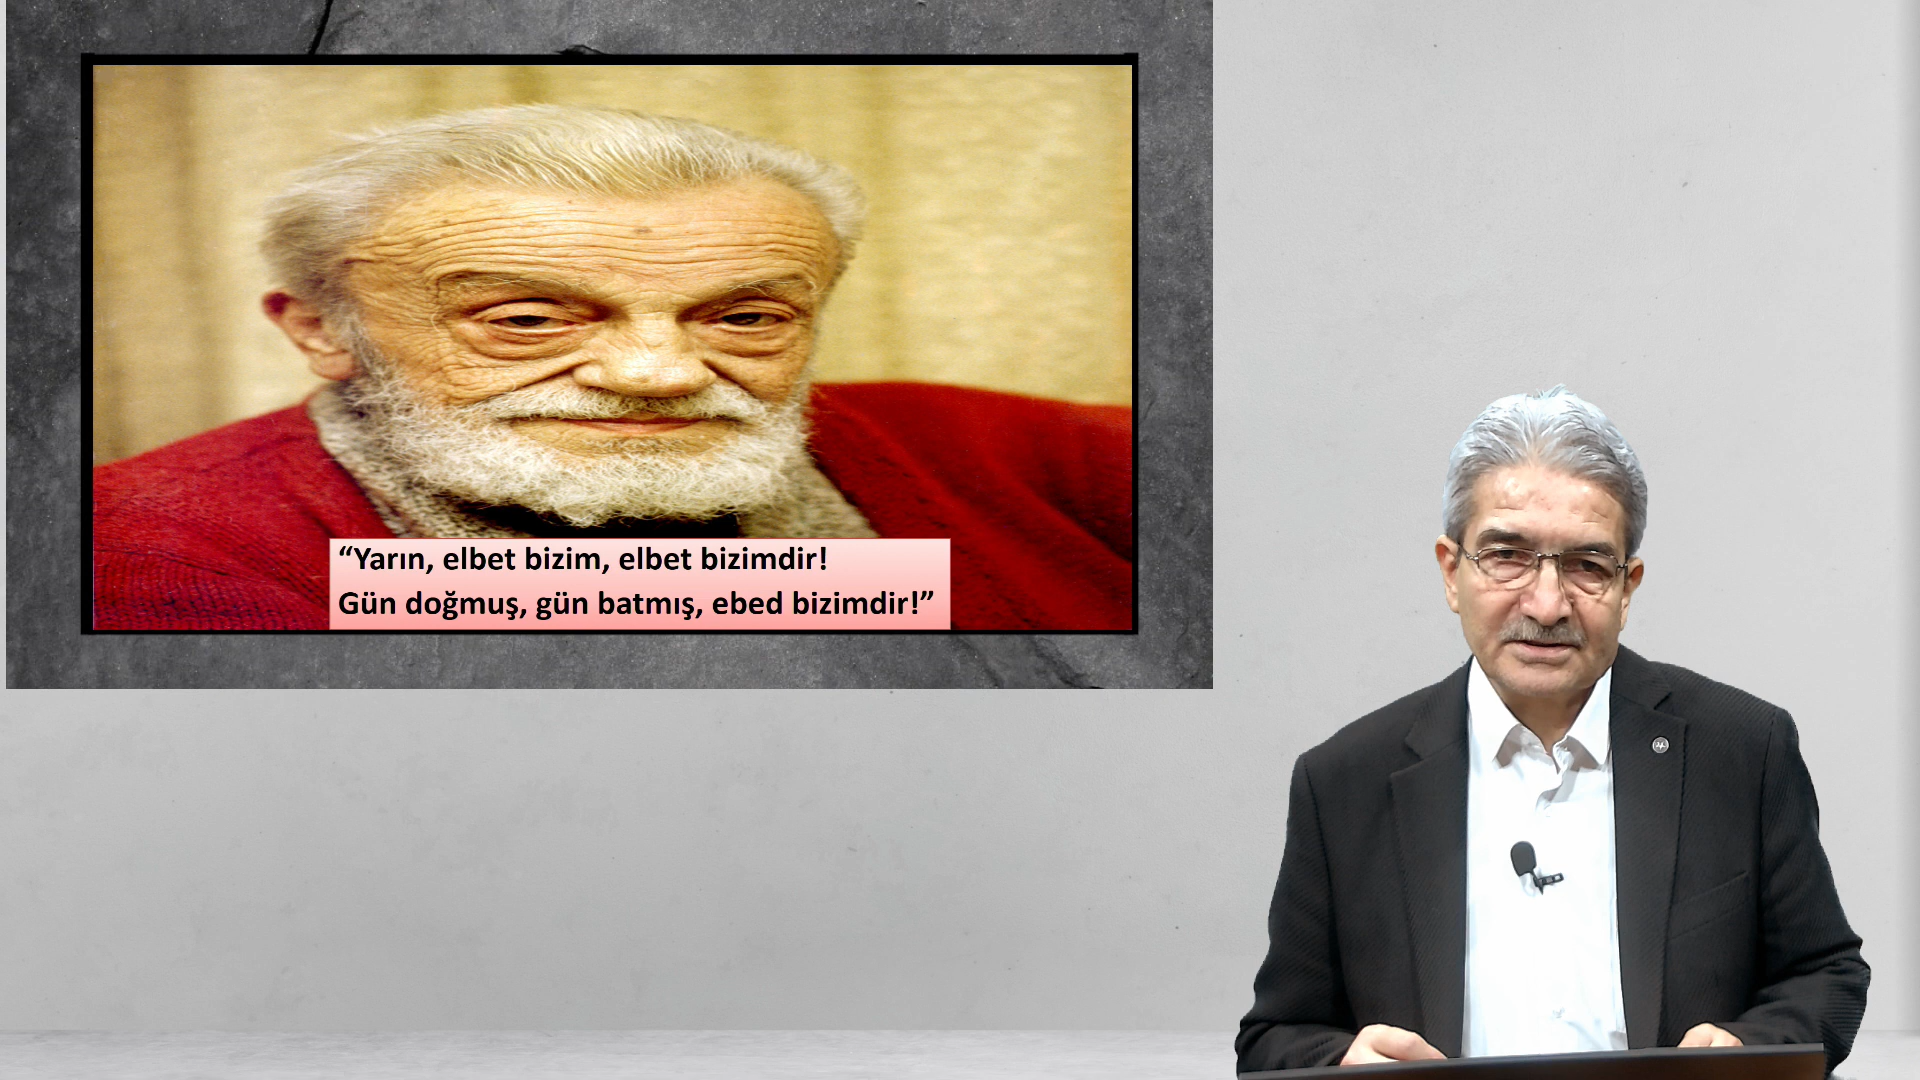 “Yarın, elbet bizim, elbet bizimdir!
Gün doğmuş, gün batmış, ebed bizimdir!”